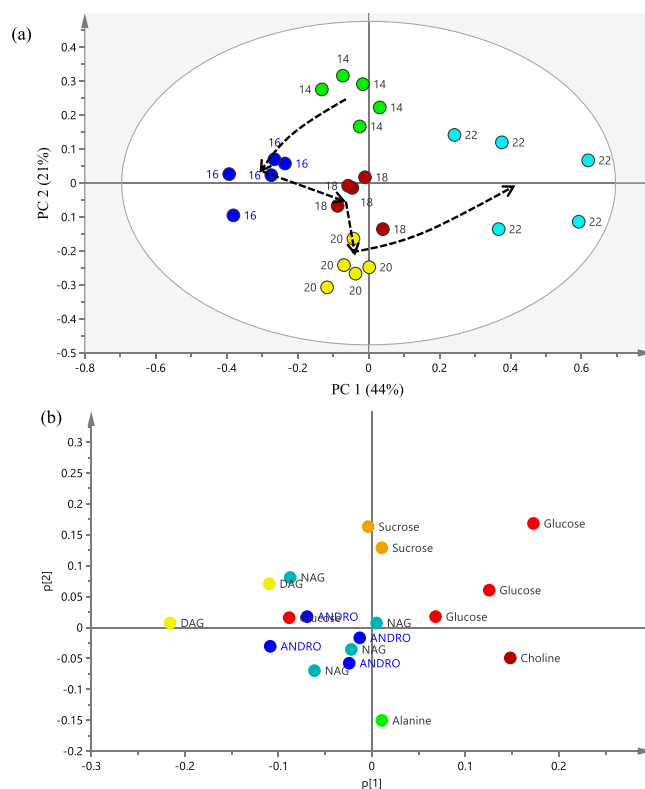 (a)
0.4
0.3
0.2
0.1
0
0.1
-0.2
-0.3
-0.4
-0.5
PC 2 (21%)
14
14
14
14
14
16
16
16
16
16
18
18
18
18
20
20
20
20
20
22
22
22
22
22
-0.8 -0.6 -0.4 -0.2 0 0.2 0.4 0.6
PC 1 (44%)
(b)
0.3
0.25
0.2
0.15
0.1
0.05
0
-0.05
-0.1
-0.15
-0.2
p[2]
Sucrose
Sucrose
Glucose
NAG
DAG
Glucose
DAG
ANDRO
NAG
Glucose
ANDRO
ANDRO
NAG
ANDRO
Choline
NAG
Alanine
-0.3 -0.2 -0.1 0 0.1 0.2
p[1]